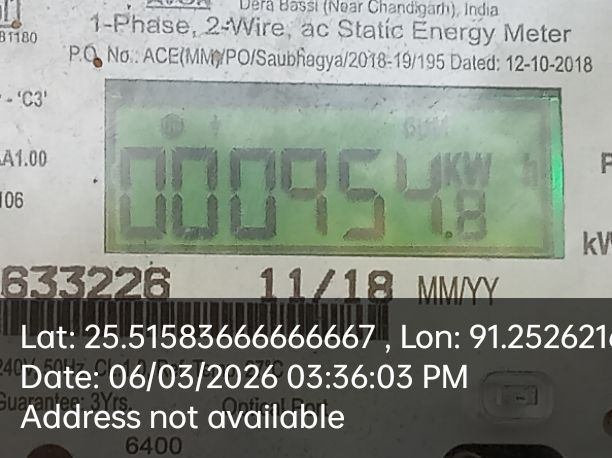 Dera Bassi (Near Chandigarh), India
B1180
1-Phase, 2-Wire, ac Static Energy Meter
P.O. No.: ACE(MM)/PO/Saubhagya/2018-19/195 Dated: 12-10-2018
- 'C3'
A1.00
106
000954.8 KW h
P
kW
633226 11/18 MM/YY
Lat: 25.51583666666667 , Lon: 91.252621
240V, 50Hz,
Date: 06/03/2026 03:36:03 PM
Guarantee: 3Yrs. Optical Port
Address not available
6400